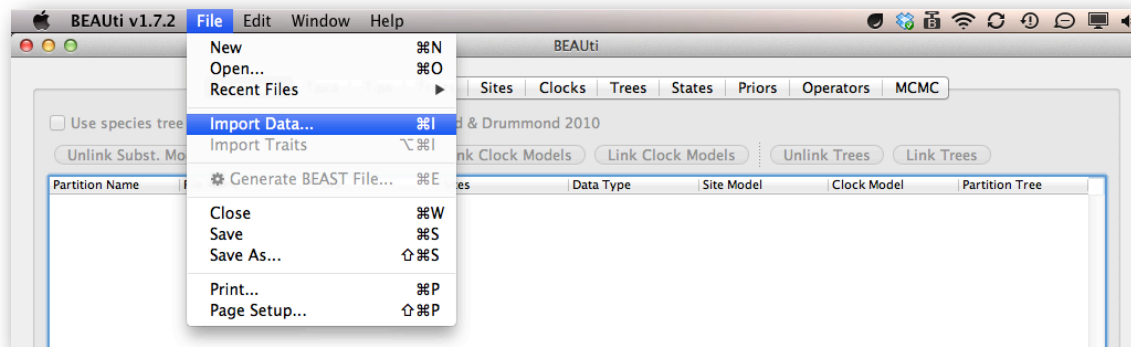 BEAUti v1.7.2 File Edit Window Help
BEAUti
New ⌘N
Open... ⌘O
Recent Files ▶
Sites Clocks Trees States Priors Operators MCMC
Import Data... ⌘I
Use species tree & Drummond 2010
Import Traits ⌥⌘I
Unlink Subst. Clock Models Link Clock Models Unlink Trees Link Trees
Generate BEAST File... ⌘E
Partition Name Data Type Site Model Clock Model Partition Tree
Close ⌘W
Save ⌘S
Save As... ⇧⌘S
Print... ⌘P
Page Setup... ⇧⌘P